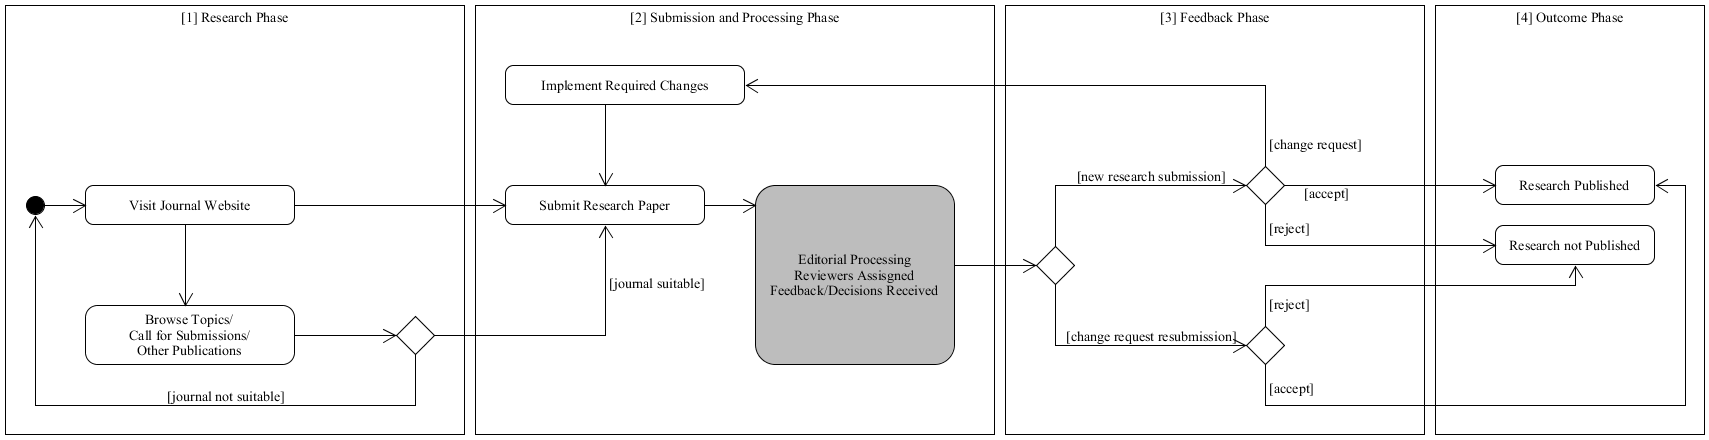 [1] Research Phase
Visit Journal Website
Browse Topics/
Call for Submissions/
Other Publications
[journal not suitable]
[2] Submission and Processing Phase
Implement Required Changes
Submit Research Paper
[journal suitable]
Editorial Processing
Reviewers Assisgned
Feedback/Decisions Received
[3] Feedback Phase
[change request]
[new research submission]
[accept]
[reject]
[reject]
[change request resubmission]
[accept]
[4] Outcome Phase
Research Published
Research not Published